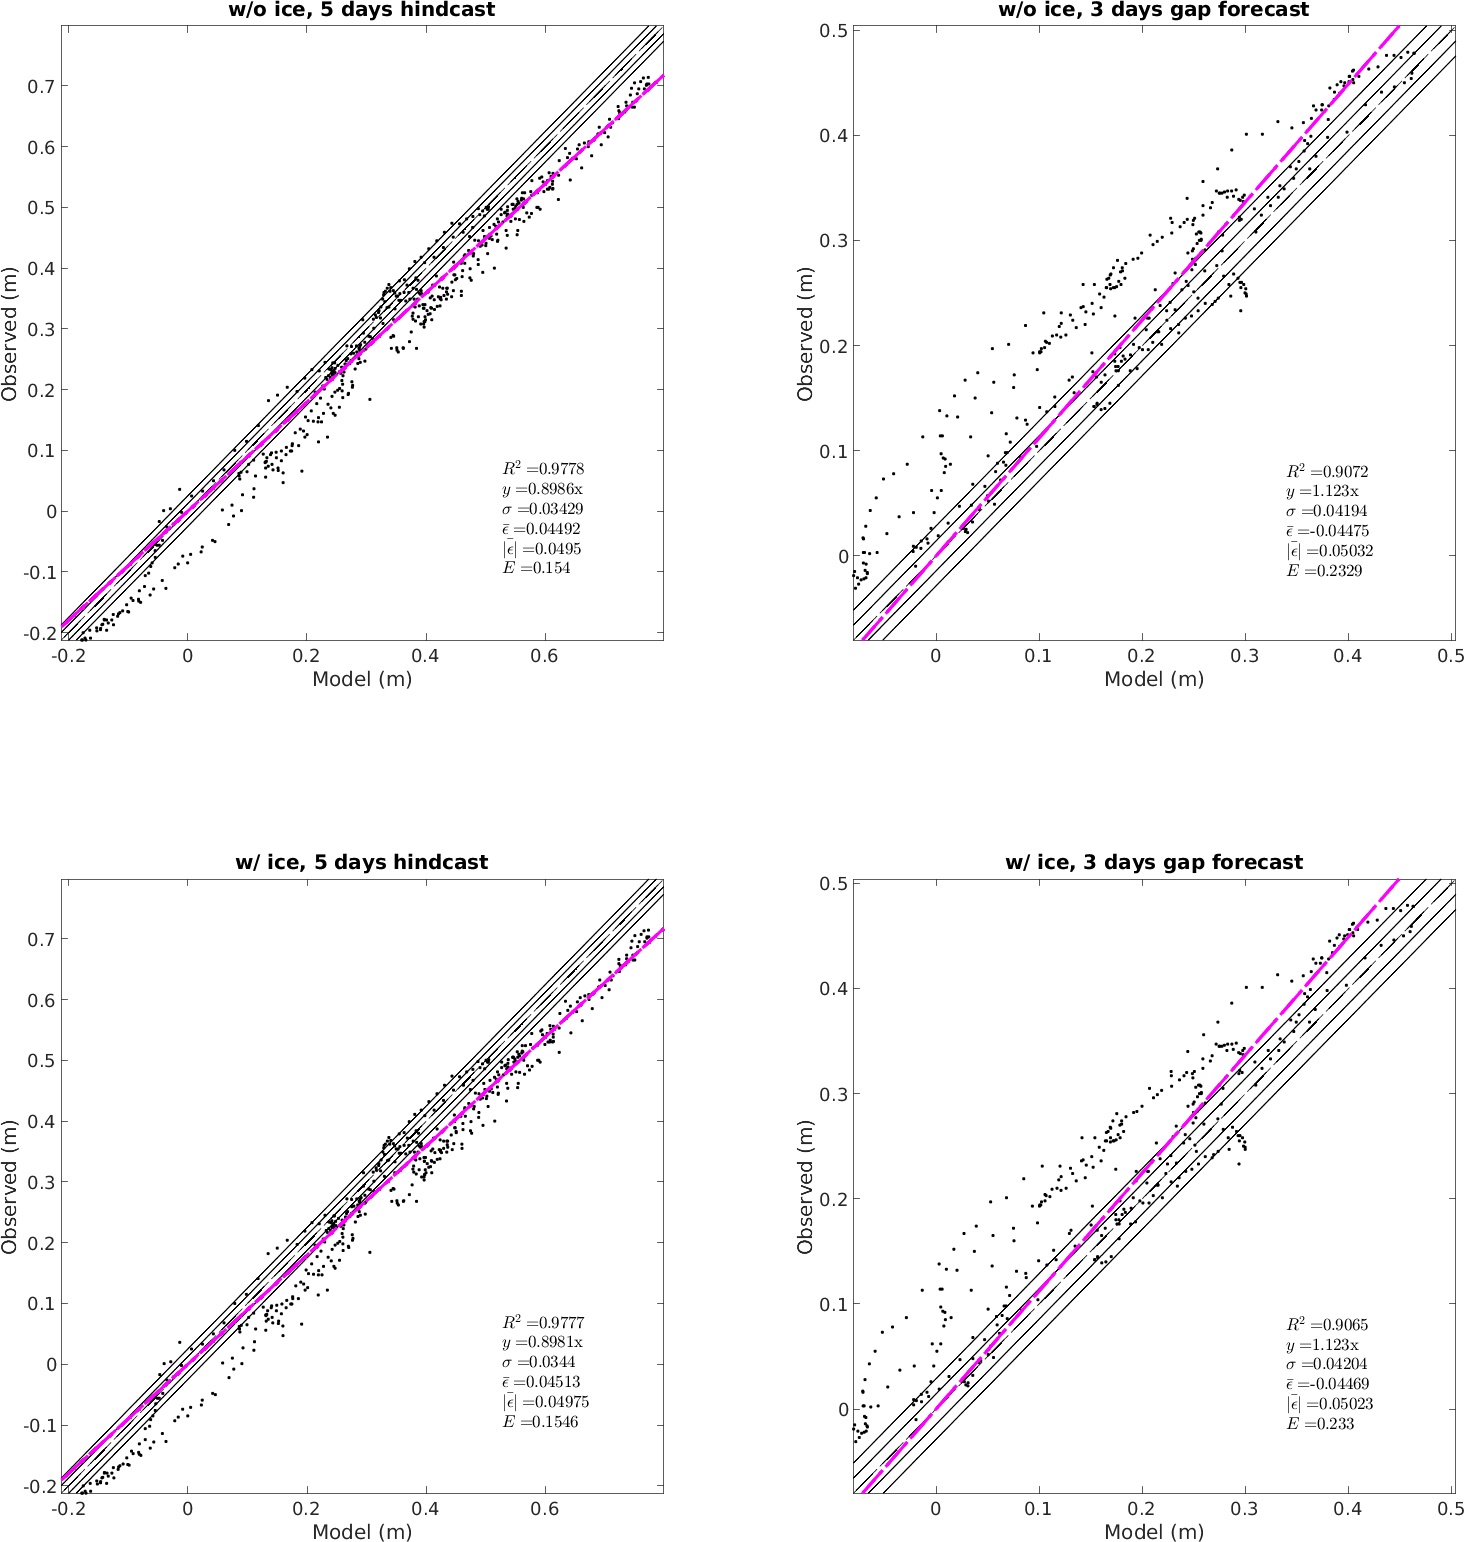 w/o ice, 5 days hindcast
0.7
0.6
0.5
0.4
0.3
0.2
0.1
0
-0.1
-0.2
Observed (m)
R² =0.9778
y =0.8986x
σ =0.03429
ϵ̄ =0.04492
|ϵ̄| =0.0495
E =0.154
-0.2 0 0.2 0.4 0.6
Model (m)
w/o ice, 3 days gap forecast
0.5
0.4
0.3
0.2
0.1
0
Observed (m)
R² =0.9072
y =1.123x
σ =0.04194
ϵ̄ =-0.04475
|ϵ̄| =0.05032
E =0.2329
0 0.1 0.2 0.3 0.4 0.5
Model (m)
w/ ice, 5 days hindcast
0.7
0.6
0.5
0.4
0.3
0.2
0.1
0
-0.1
-0.2
Observed (m)
R² =0.9777
y =0.8981x
σ =0.0344
ϵ̄ =0.04513
|ϵ̄| =0.04975
E =0.1546
-0.2 0 0.2 0.4 0.6
Model (m)
w/ ice, 3 days gap forecast
0.5
0.4
0.3
0.2
0.1
0
Observed (m)
R² =0.9065
y =1.123x
σ =0.04204
ϵ̄ =-0.04469
|ϵ̄| =0.05023
E =0.233
0 0.1 0.2 0.3 0.4 0.5
Model (m)